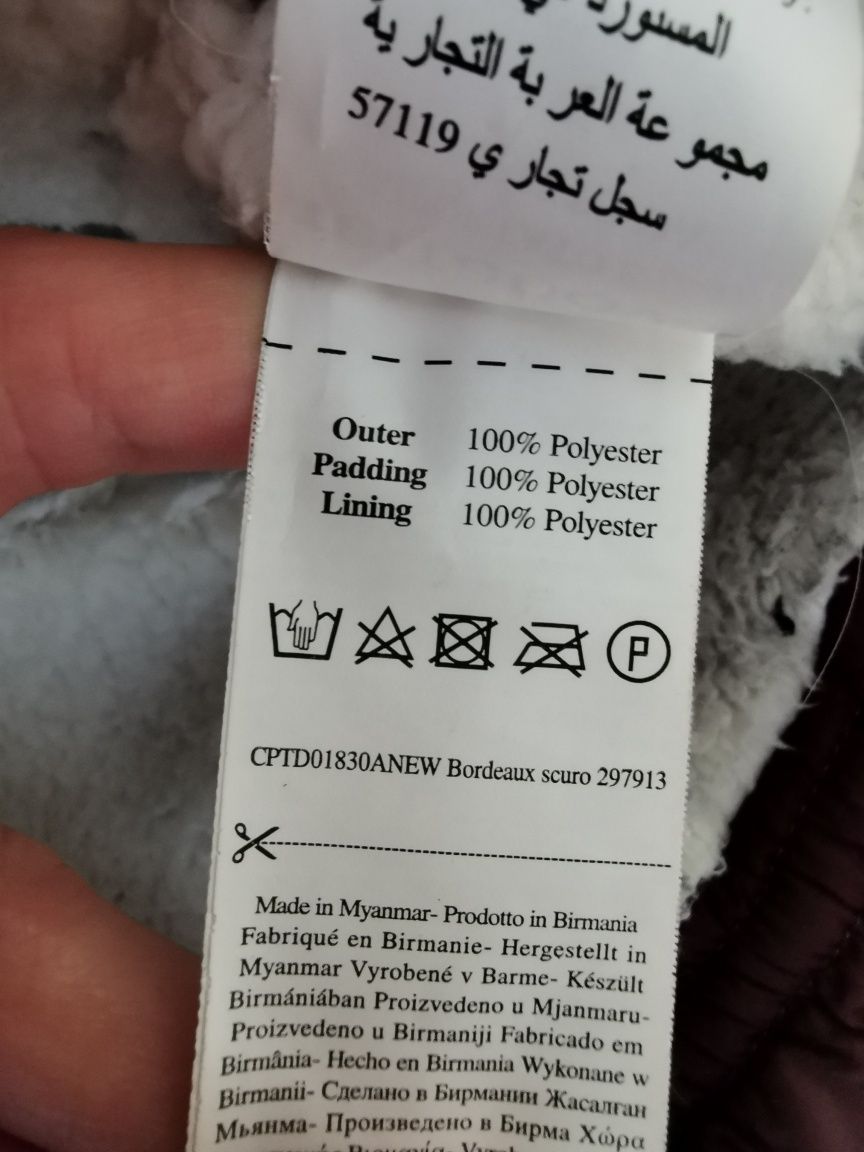 مجموعة العربة التجارية
سجل تجاري 57119
Outer 100% Polyester
Padding 100% Polyester
Lining 100% Polyester
P
CPTD01830ANEW Bordeaux scuro 297913
Made in Myanmar- Prodotto in Birmania
Fabriqué en Birmanie- Hergestellt in
Myanmar Vyrobené v Barme- Készült
Birmániában Proizvedeno u Mjanmaru-
Proizvedeno u Birmaniji Fabricado em
Birmânia- Hecho en Birmania Wykonane w
Birmanii- Сделано в Бирмании Жасалган
Мьянма- Произведено в Бирма Χώρα